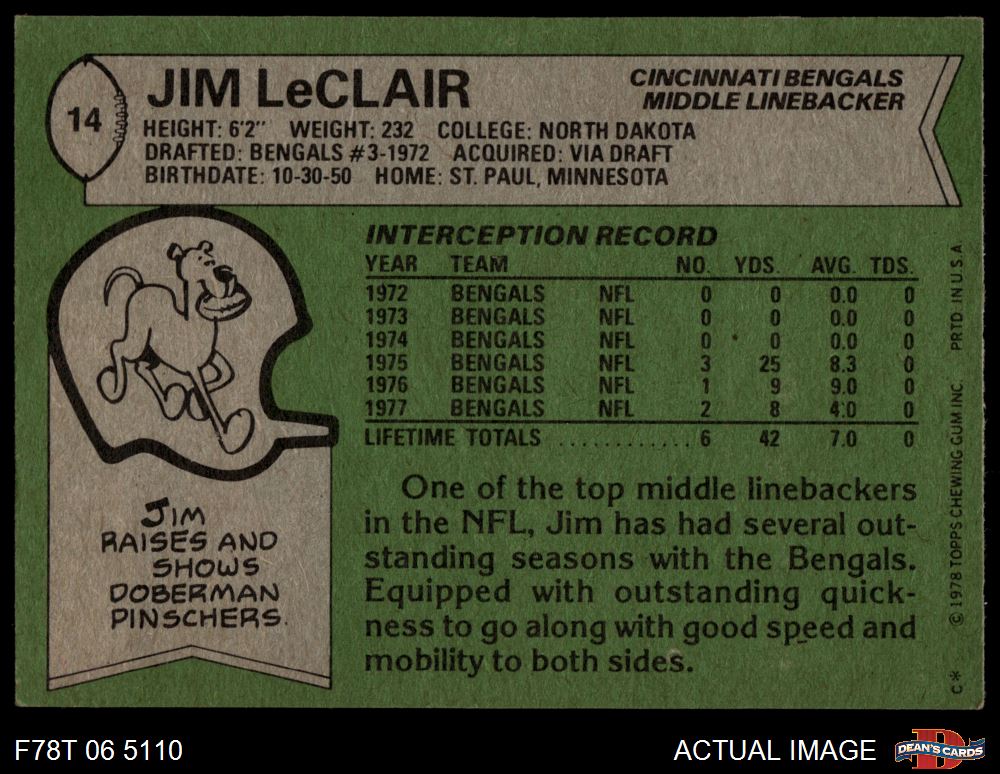 14
JIM LeCLAIR
CINCINNATI BENGALS
MIDDLE LINEBACKER
HEIGHT: 6'2" WEIGHT: 232 COLLEGE: NORTH DAKOTA
DRAFTED: BENGALS #3-1972 ACQUIRED: VIA DRAFT
BIRTHDATE: 10-30-50 HOME: ST. PAUL, MINNESOTA
INTERCEPTION RECORD
YEAR TEAM NO. YDS. AVG. TDS.
1972 BENGALS NFL 0 0 0.0 0
1973 BENGALS NFL 0 0 0.0 0
1974 BENGALS NFL 0 0 0.0 0
1975 BENGALS NFL 3 25 8.3 0
1976 BENGALS NFL 1 9 9.0 0
1977 BENGALS NFL 2 8 4.0 0
LIFETIME TOTALS ............ 6 42 7.0 0
JIM
RAISES AND
SHOWS
DOBERMAN
PINSCHERS.
One of the top middle linebackers
in the NFL, Jim has had several out-
standing seasons with the Bengals.
Equipped with outstanding quick-
ness to go along with good speed and
mobility to both sides.
C* © 1978 TOPPS CHEWING GUM INC. PRTD. IN U.S.A
F78T 06 5110
ACTUAL IMAGE
DEAN'S CARDS